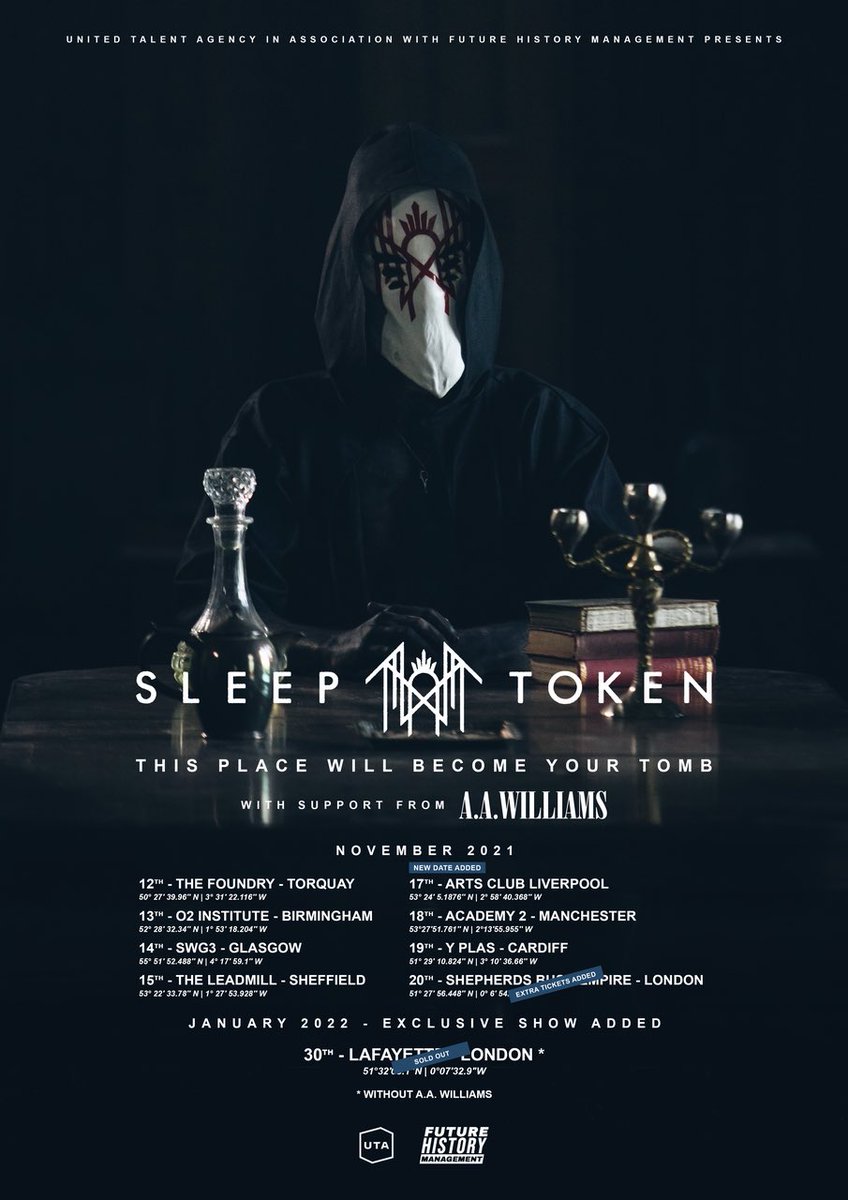 UNITED TALENT AGENCY IN ASSOCIATION WITH FUTURE HISTORY MANAGEMENT PRESENTS
SLEEP TOKEN
THIS PLACE WILL BECOME YOUR TOMB
WITH SUPPORT FROM A.A.WILLIAMS
NOVEMBER 2021
12TH - THE FOUNDRY - TORQUAY
50° 27' 39.96" N | 3° 31' 22.116" W
13TH - O2 INSTITUTE - BIRMINGHAM
52° 28' 32.34" N | 1° 53' 18.204" W
14TH - SWG3 - GLASGOW
55° 51' 52.488" N | 4° 17' 59.1" W
15TH - THE LEADMILL - SHEFFIELD
53° 22' 33.78" N | 1° 27' 53.928" W
NEW DATE ADDED
17TH - ARTS CLUB LIVERPOOL
53° 24' 5.1876" N | 2° 58' 40.368" W
18TH - ACADEMY 2 - MANCHESTER
53°27'51.761" N | 2°13'55.955" W
19TH - Y PLAS - CARDIFF
51° 29' 10.824" N | 3° 10' 36.66" W
20TH - SHEPHERDS EMPIRE - LONDON
EXTRA TICKETS ADDED
51° 27' 56.448" N | 0° 6' 54.
JANUARY 2022 - EXCLUSIVE SHOW ADDED
30TH - LONDON *
SOLD OUT
N | 0°07'32.9"W
* WITHOUT A.A. WILLIAMS
UTA
FUTURE
HISTORY
MANAGEMENT